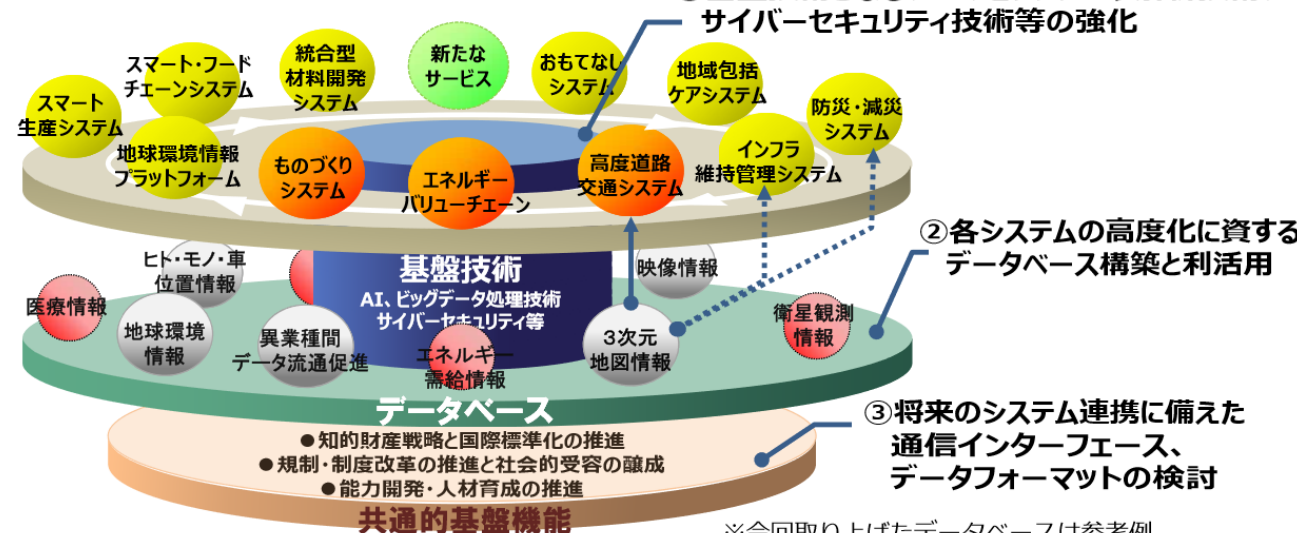 サイバーセキュリティ技術等の強化
スマート・フード
チェーンシステム
統合型
材料開発
システム
新たな
サービス
おもてなし
システム
地域包括
ケアシステム
防災・減災
システム
スマート
生産システム
地球環境情報
プラットフォーム
ものづくり
システム
エネルギー
バリューチェーン
高度道路
交通システム
インフラ
維持管理システム
②各システムの高度化に資する
データベース構築と利活用
ヒト・モノ・車
位置情報
基盤技術
AI、ビッグデータ処理技術
サイバーセキュリティ等
映像情報
医療情報
地球環境
情報
異業種間
データ流通促進
エネルギー
需給情報
3次元
地図情報
衛星観測
情報
データベース
③将来のシステム連携に備えた
通信インターフェース、
データフォーマットの検討
●知的財産戦略と国際標準化の推進
●規制・制度改革の推進と社会的受容の醸成
●能力開発・人材育成の推進
共通的基盤機能
※今回取り上げたデータベースは参考例